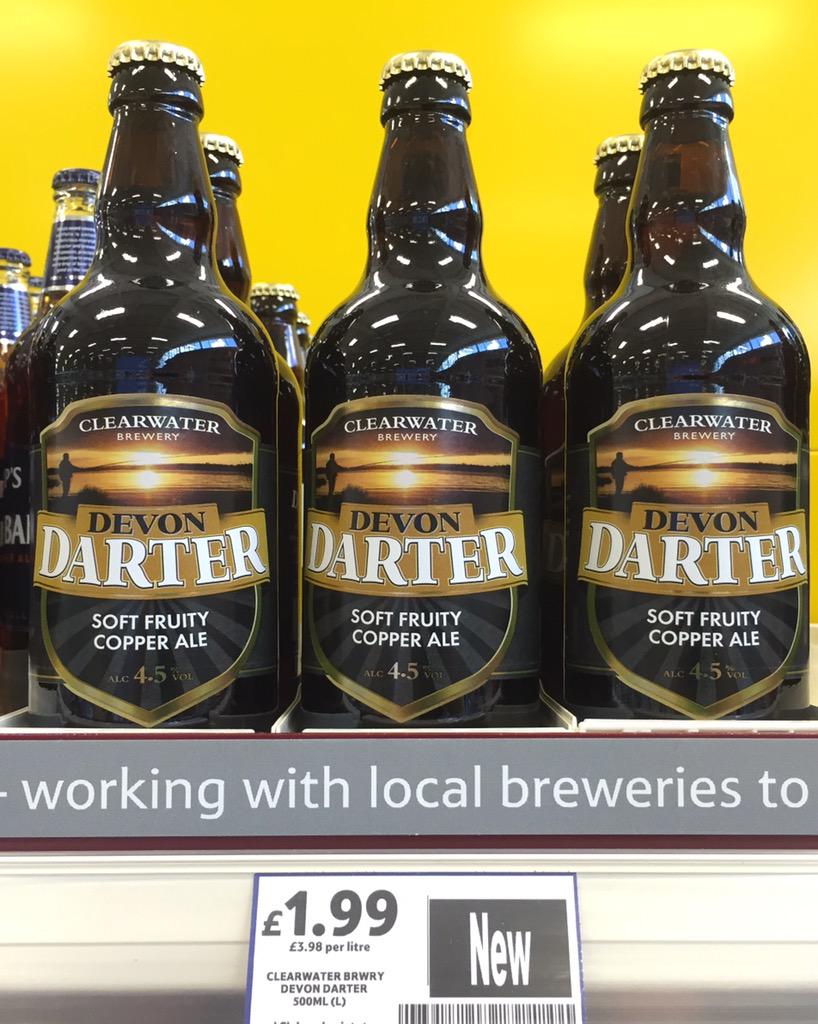 CLEARWATER
BREWERY
DEVON
DARTER
SOFT FRUITY
COPPER ALE
ALC 4.5 % VOL
CLEARWATER
BREWERY
DEVON
DARTER
SOFT FRUITY
COPPER ALE
ALC 4.5 % VOL
CLEARWATER
BREWERY
DEVON
DARTER
SOFT FRUITY
COPPER ALE
ALC 4.5 % VOL
- working with local breweries to
£1.99
£3.98 per litre
New
CLEARWATER BRWRY
DEVON DARTER
500ML (L)